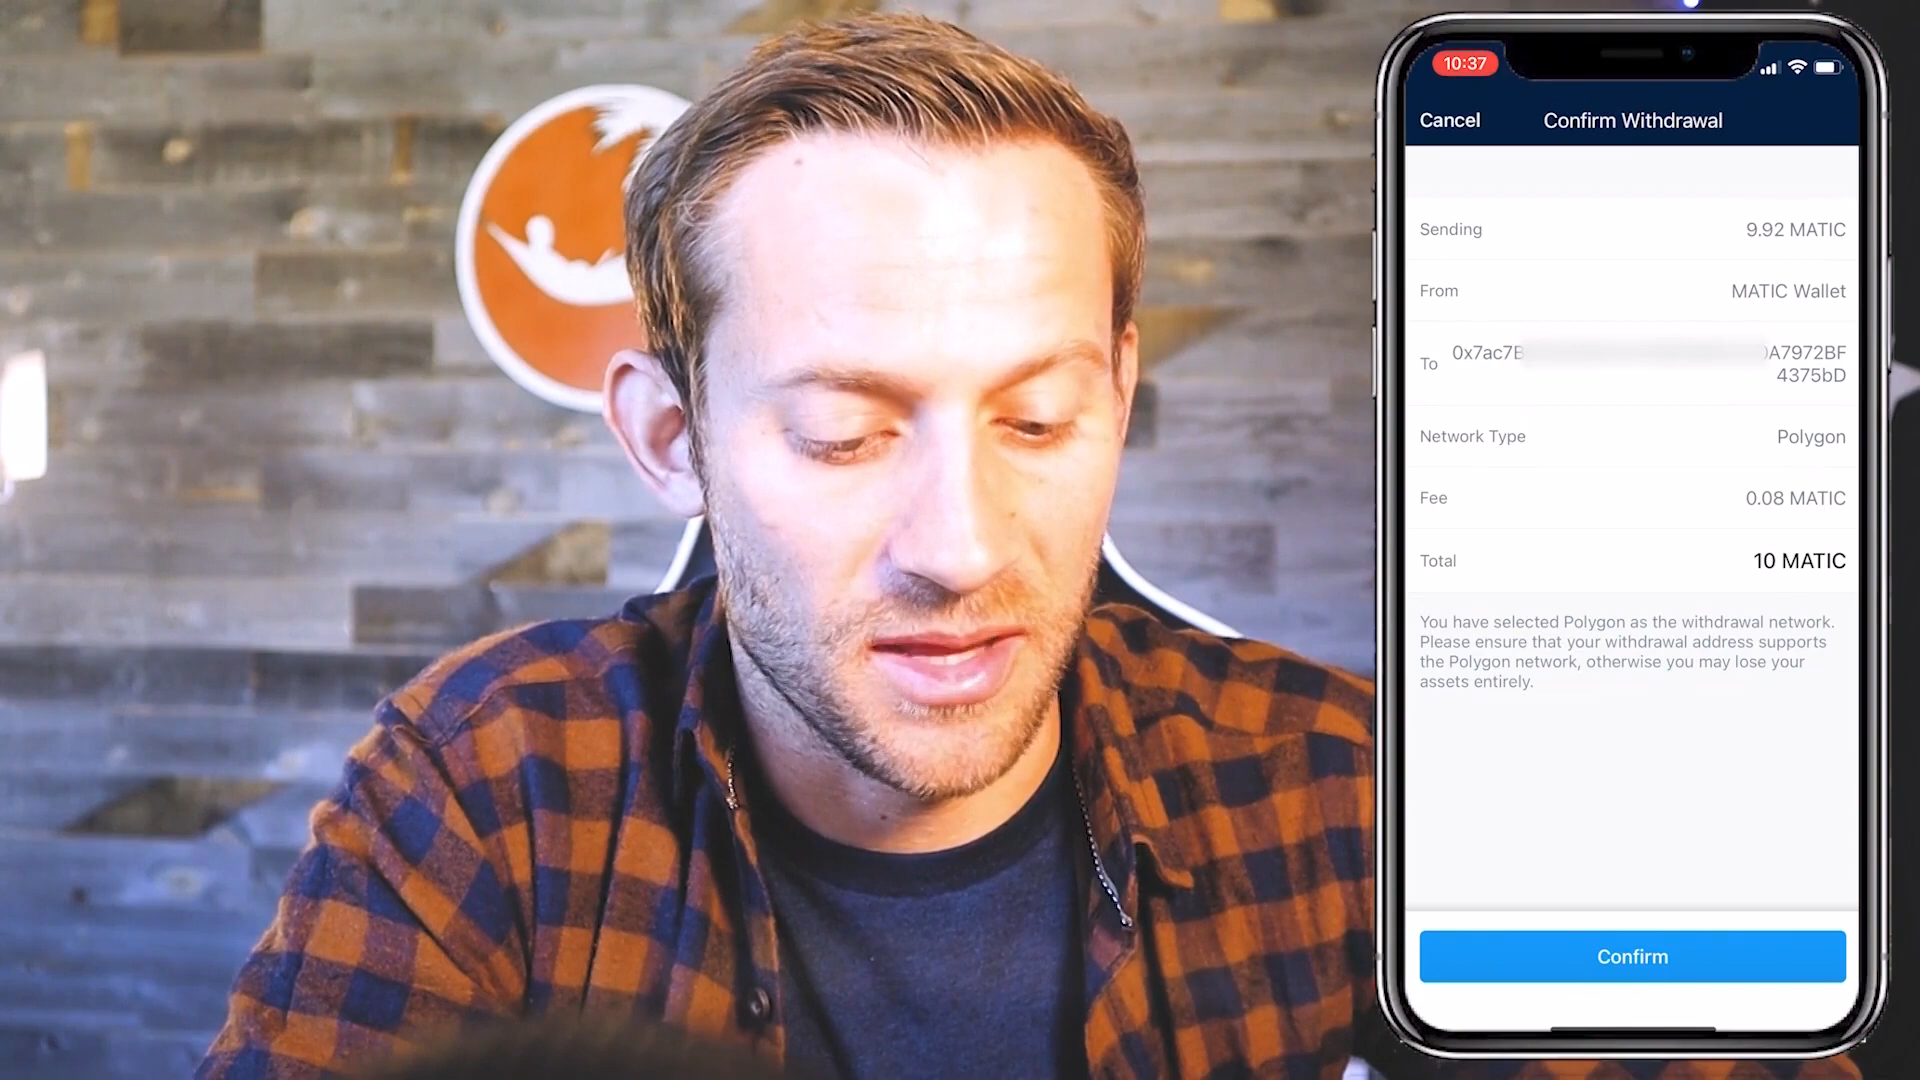 10:37
Cancel Confirm Withdrawal
Sending 9.92 MATIC
From MATIC Wallet
To 0x7ac7B A7972BF
4375bD
Network Type Polygon
Fee 0.08 MATIC
Total 10 MATIC
You have selected Polygon as the withdrawal network.
Please ensure that your withdrawal address supports
the Polygon network, otherwise you may lose your
assets entirely.
Confirm